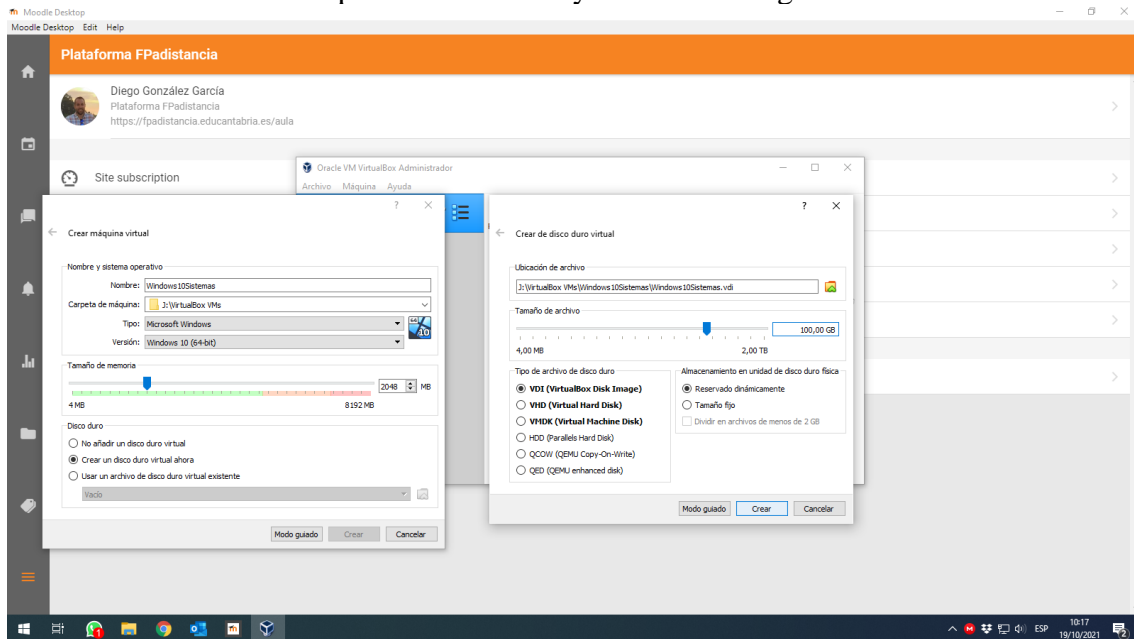 Moodle Desktop
Moodle Desktop Edit Help
Plataforma FPadistancia
Diego González García
Plataforma FPadistancia
https://fpadistancia.educantabria.es/aula
Site subscription
Oracle VM VirtualBox Administrador
Archivo Máquina Ayuda
Crear máquina virtual
Nombre y sistema operativo
Nombre: Windows10Sistemas
Carpeta de máquina: J:\VirtualBox VMs
Tipo: Microsoft Windows
64
10
Versión: Windows 10 (64-bit)
Tamaño de memoria
2048 MB
4 MB 8192 MB
Disco duro
No añadir un disco duro virtual
Crear un disco duro virtual ahora
Usar un archivo de disco duro virtual existente
Vacío
Modo guiado Crear Cancelar
Crear de disco duro virtual
Ubicación de archivo
J:\VirtualBox VMs\Windows10Sistemas\Windows10Sistemas.vdi
Tamaño de archivo
100,00 GB
4,00 MB 2,00 TB
Tipo de archivo de disco duro
VDI (VirtualBox Disk Image)
VHD (Virtual Hard Disk)
VMDK (Virtual Machine Disk)
HDD (Parallels Hard Disk)
QCOW (QEMU Copy-On-Write)
QED (QEMU enhanced disk)
Almacenamiento en unidad de disco duro física
Reservado dinámicamente
Tamaño fijo
Dividir en archivos de menos de 2 GB
Modo guiado Crear Cancelar
ESP
10:17
19/10/2021